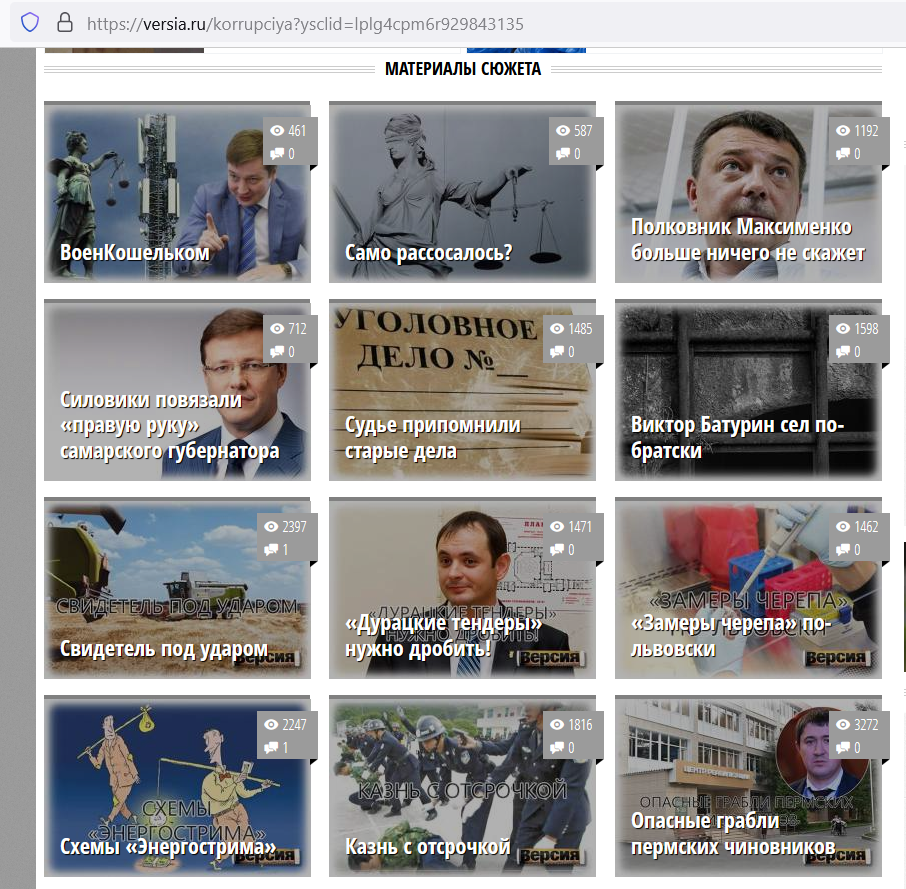 https://versia.ru/korrupciya?ysclid=lplg4cpm6r929843135
МАТЕРИАЛЫ СЮЖЕТА
461
0
ВоенКошельком
587
0
Само рассосалось?
1192
0
Полковник Максименко
больше ничего не скажет
712
0
Силовики повязали
«правую руку»
самарского губернатора
УГОЛОВНОЕ
ДЕЛО №
1485
0
Судье припомнили
старые дела
1598
0
Виктор Батурин сел по-
братски
2397
1
СВИДЕТЕЛЬ ПОД УДАРОМ
Свидетель под ударом
Версия
ПЛАН
1471
0
«ДУРАЦКИЕ ТЕНДЕРЫ»
НУЖНО ДРОБИТЬ!
«Дурацкие тендеры»
нужно дробить!
Версия
1462
0
«ЗАМЕРЫ ЧЕРЕПА»
«Замеры черепа» по-
львовски
Версия
2247
1
СХЕМЫ
«ЭНЕРГОСТРИМА»
Схемы «Энергострима»
Версия
1816
0
КАЗНЬ С ОТСРОЧКОЙ
Казнь с отсрочкой
Версия
3272
0
ОПАСНЫЕ ГРАБЛИ ПЕРМСКИХ
Опасные грабли
пермских чиновников
Версия